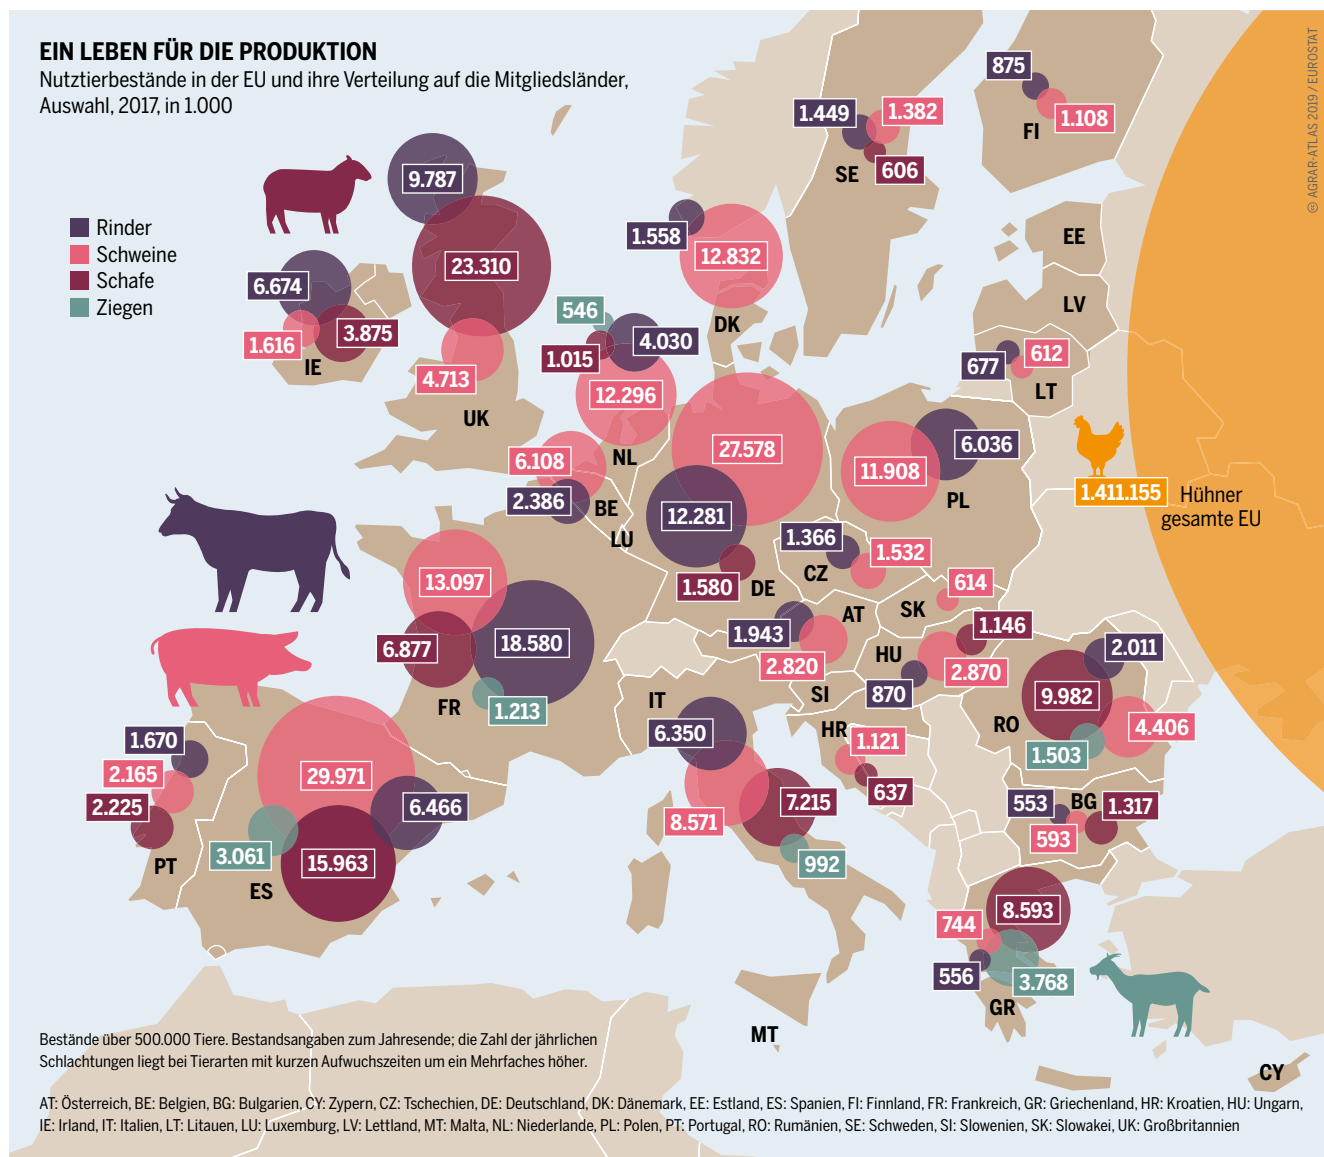 EIN LEBEN FÜR DIE PRODUKTION
Nutztierbestände in der EU und ihre Verteilung auf die Mitgliedsländer,
Auswahl, 2017, in 1.000
© AGRAR-ATLAS 2019 / EUROSTAT
Rinder
Schweine
Schafe
Ziegen
875
1.108
FI
1.449
1.382
606
SE
9.787
23.310
4.713
UK
6.674
1.616
3.875
IE
1.558
12.832
DK
EE
LV
677
612
LT
546
4.030
1.015
12.296
NL
6.108
2.386
BE
LU
27.578
12.281
1.580
DE
11.908
6.036
PL
1.411.155
Hühner
gesamte EU
1.366
1.532
CZ
614
SK
1.943
2.820
AT
1.146
2.870
870
HU
SI
13.097
18.580
6.877
1.213
FR
IT
6.350
8.571
7.215
992
HR
1.121
637
2.011
9.982
4.406
1.503
RO
553
1.317
593
BG
1.670
2.165
2.225
PT
29.971
6.466
3.061
15.963
ES
8.593
744
556
3.768
GR
MT
CY
Bestände über 500.000 Tiere. Bestandsangaben zum Jahresende; die Zahl der jährlichen
Schlachtungen liegt bei Tierarten mit kurzen Aufwuchszeiten um ein Mehrfaches höher.
AT: Österreich, BE: Belgien, BG: Bulgarien, CY: Zypern, CZ: Tschechien, DE: Deutschland, DK: Dänemark, EE: Estland, ES: Spanien, FI: Finnland, FR: Frankreich, GR: Griechenland, HR: Kroatien, HU: Ungarn,
IE: Irland, IT: Italien, LT: Litauen, LU: Luxemburg, LV: Lettland, MT: Malta, NL: Niederlande, PL: Polen, PT: Portugal, RO: Rumänien, SE: Schweden, SI: Slowenien, SK: Slowakei, UK: Großbritannien